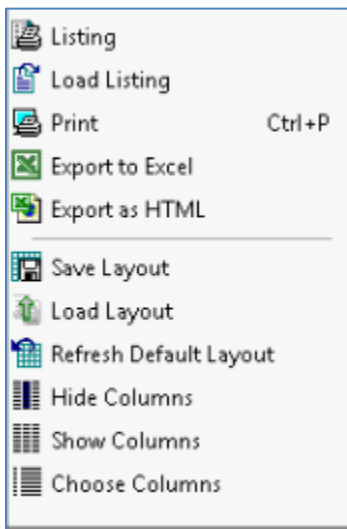 Listing
Load Listing
Print Ctrl+P
Export to Excel
Export as HTML
Save Layout
Load Layout
Refresh Default Layout
Hide Columns
Show Columns
Choose Columns